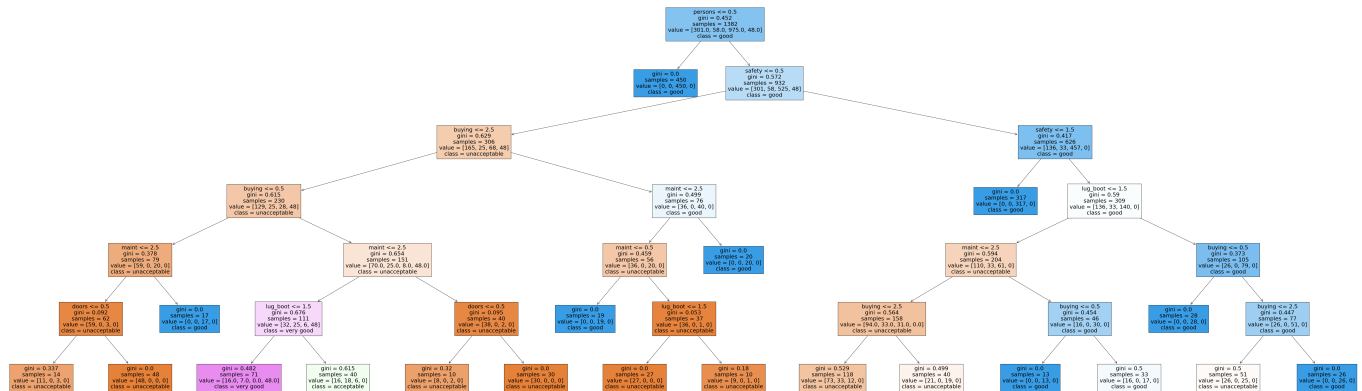 persons <= 0.5
gini = 0.452
samples = 1382
value = [301.0, 58.0, 975.0, 48.0]
class = good
gini = 0.0
samples = 450
value = [0, 0, 450, 0]
class = good
safety <= 0.5
gini = 0.572
samples = 932
value = [301, 58, 525, 48]
class = good
buying <= 2.5
gini = 0.629
samples = 306
value = [165, 25, 68, 48]
class = unacceptable
safety <= 1.5
gini = 0.417
samples = 626
value = [136, 33, 457, 0]
class = good
buying <= 0.5
gini = 0.615
samples = 230
value = [129, 25, 28, 48]
class = unacceptable
maint <= 2.5
gini = 0.499
samples = 76
value = [36, 0, 40, 0]
class = good
gini = 0.0
samples = 317
value = [0, 0, 317, 0]
class = good
lug_boot <= 1.5
gini = 0.59
samples = 309
value = [136, 33, 140, 0]
class = good
maint <= 2.5
gini = 0.378
samples = 79
value = [59, 0, 20, 0]
class = unacceptable
maint <= 2.5
gini = 0.654
samples = 151
value = [70.0, 25.0, 8.0, 48.0]
class = unacceptable
maint <= 0.5
gini = 0.459
samples = 56
value = [36, 0, 20, 0]
class = unacceptable
gini = 0.0
samples = 20
value = [0, 0, 20, 0]
class = good
maint <= 2.5
gini = 0.594
samples = 204
value = [110, 33, 61, 0]
class = unacceptable
buying <= 0.5
gini = 0.373
samples = 105
value = [26, 0, 79, 0]
class = good
doors <= 0.5
gini = 0.092
samples = 62
value = [59, 0, 3, 0]
class = unacceptable
gini = 0.0
samples = 17
value = [0, 0, 17, 0]
class = good
lug_boot <= 1.5
gini = 0.676
samples = 111
value = [32, 25, 6, 48]
class = very good
doors <= 0.5
gini = 0.095
samples = 40
value = [38, 0, 2, 0]
class = unacceptable
gini = 0.0
samples = 19
value = [0, 0, 19, 0]
class = good
lug_boot <= 1.5
gini = 0.053
samples = 37
value = [36, 0, 1, 0]
class = unacceptable
buying <= 2.5
gini = 0.564
samples = 158
value = [94.0, 33.0, 31.0, 0.0]
class = unacceptable
buying <= 0.5
gini = 0.454
samples = 46
value = [16, 0, 30, 0]
class = good
gini = 0.0
samples = 28
value = [0, 0, 28, 0]
class = good
buying <= 2.5
gini = 0.447
samples = 77
value = [26, 0, 51, 0]
class = good
gini = 0.337
samples = 14
value = [11, 0, 3, 0]
class = unacceptable
gini = 0.0
samples = 48
value = [48, 0, 0, 0]
class = unacceptable
gini = 0.482
samples = 71
value = [16.0, 7.0, 0.0, 48.0]
class = very good
gini = 0.615
samples = 40
value = [16, 18, 6, 0]
class = acceptable
gini = 0.32
samples = 10
value = [8, 0, 2, 0]
class = unacceptable
gini = 0.0
samples = 30
value = [30, 0, 0, 0]
class = unacceptable
gini = 0.0
samples = 27
value = [27, 0, 0, 0]
class = unacceptable
gini = 0.18
samples = 10
value = [9, 0, 1, 0]
class = unacceptable
gini = 0.529
samples = 118
value = [73, 33, 12, 0]
class = unacceptable
gini = 0.499
samples = 40
value = [21, 0, 19, 0]
class = unacceptable
gini = 0.0
samples = 13
value = [0, 0, 13, 0]
class = good
gini = 0.5
samples = 33
value = [16, 0, 17, 0]
class = good
gini = 0.5
samples = 51
value = [26, 0, 25, 0]
class = unacceptable
gini = 0.0
samples = 26
value = [0, 0, 26, 0]
class = good